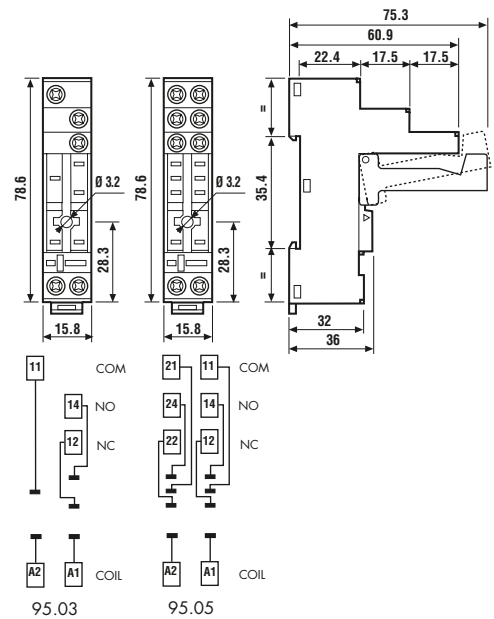 75.3
60.9
22.4 17.5 17.5
=
78.6
Ø 3.2
28.3
15.8
78.6
Ø 3.2
28.3
15.8
35.4
=
32
36
11 COM
14 NO
12 NC
A2 A1 COIL
95.03
21 11 COM
24 14 NO
22 12 NC
A2 A1 COIL
95.05